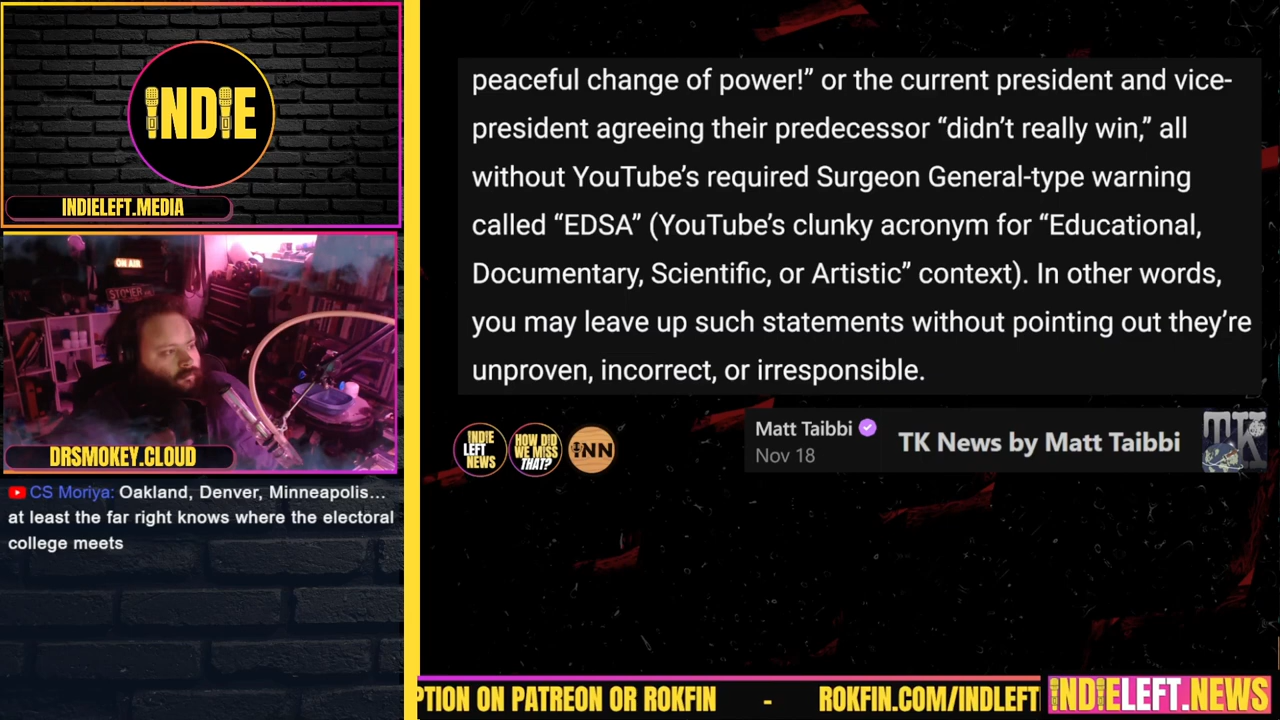 INDIE
INDIELEFT.MEDIA
ON AIR
DRSMOKEY.CLOUD
CS Moriya: Oakland, Denver, Minneapolis...
at least the far right knows where the electoral
college meets
peaceful change of power!” or the current president and vice-
president agreeing their predecessor “didn’t really win,” all
without YouTube’s required Surgeon General-type warning
called “EDSA” (YouTube’s clunky acronym for “Educational,
Documentary, Scientific, or Artistic” context). In other words,
you may leave up such statements without pointing out they’re
unproven, incorrect, or irresponsible.
INDIE
LEFT
NEWS
HOW DID
WE MISS
THAT?
INN
Matt Taibbi
Nov 18
TK News by Matt Taibbi
TK
PTION ON PATREON OR ROKFIN - ROKFIN.COM/INDLEFT
INDIELEFT.NEWS